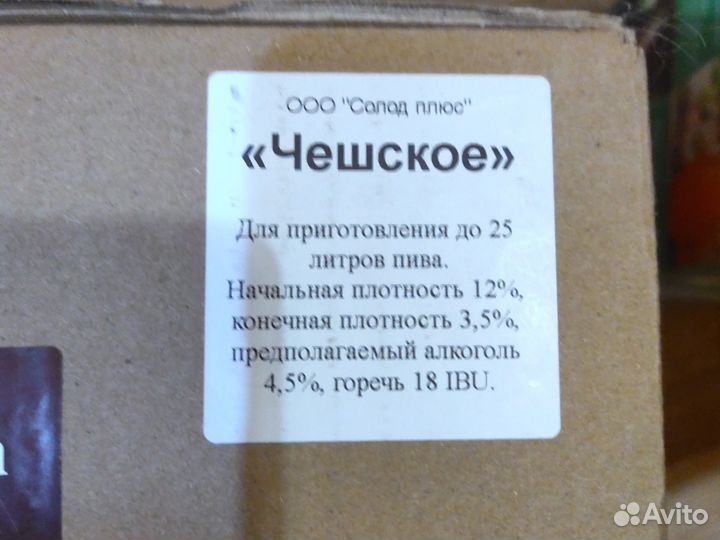 ООО "Солод плюс"
«Чешское»
Для приготовления до 25
литров пива.
Начальная плотность 12%,
конечная плотность 3,5%,
предполагаемый алкоголь
4,5%, горечь 18 IBU.
Avito